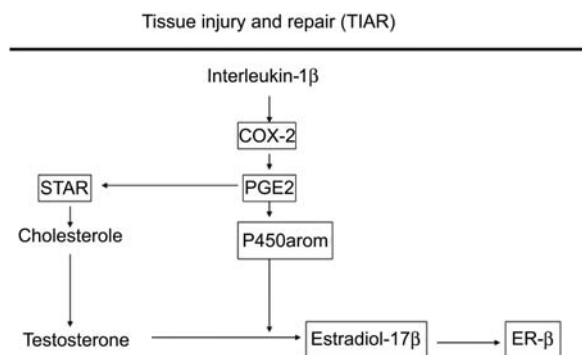 Tissue injury and repair (TIAR)
Interleukin-1β
COX-2
STAR
PGE2
Cholesterole
P450arom
Testosterone
Estradiol-17β
ER-β